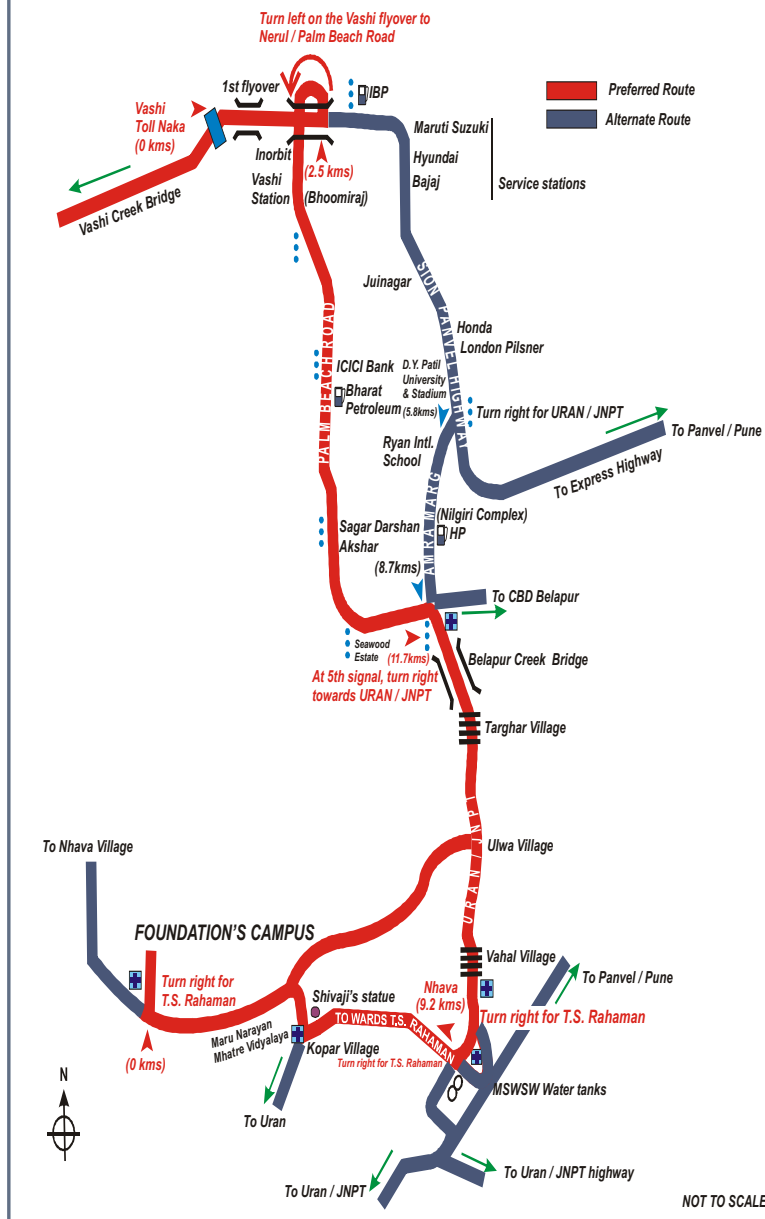 Turn left on the Vashi flyover to
Nerul / Palm Beach Road
1st flyover
IBP
Preferred Route
Alternate Route
Vashi
Toll Naka
(0 kms)
Maruti Suzuki
Hyundai
Bajaj
Service stations
Inorbit
(2.5 kms)
Vashi
Station
(Bhoomiraj)
Vashi Creek Bridge
Juinagar
SION PANVEL HIGHWAY
Honda
London Pilsner
PALM BEACH ROAD
ICICI Bank
Bharat
Petroleum
D.Y. Patil
University
& Stadium
(5.8kms)
Turn right for URAN / JNPT
To Panvel / Pune
Ryan Intl.
School
To Express Highway
AMRA MARG
(Nilgiri Complex)
HP
Sagar Darshan
Akshar
(8.7kms)
To CBD Belapur
Seawood
Estate
(11.7kms)
At 5th signal, turn right
towards URAN / JNPT
Belapur Creek Bridge
Targhar Village
URAN / JNPT
Ulwa Village
To Nhava Village
FOUNDATION'S CAMPUS
Turn right for
T.S. Rahaman
(0 kms)
Vahal Village
To Panvel / Pune
Nhava
(9.2 kms)
Turn right for T.S. Rahaman
Shivaji's statue
TO WARDS T.S. RAHAMAN
Maru Narayan
Mhatre Vidyalaya
Kopar Village
Turn right for T.S. Rahaman
MSWSW Water tanks
To Uran
N
To Uran / JNPT
To Uran / JNPT highway
NOT TO SCALE